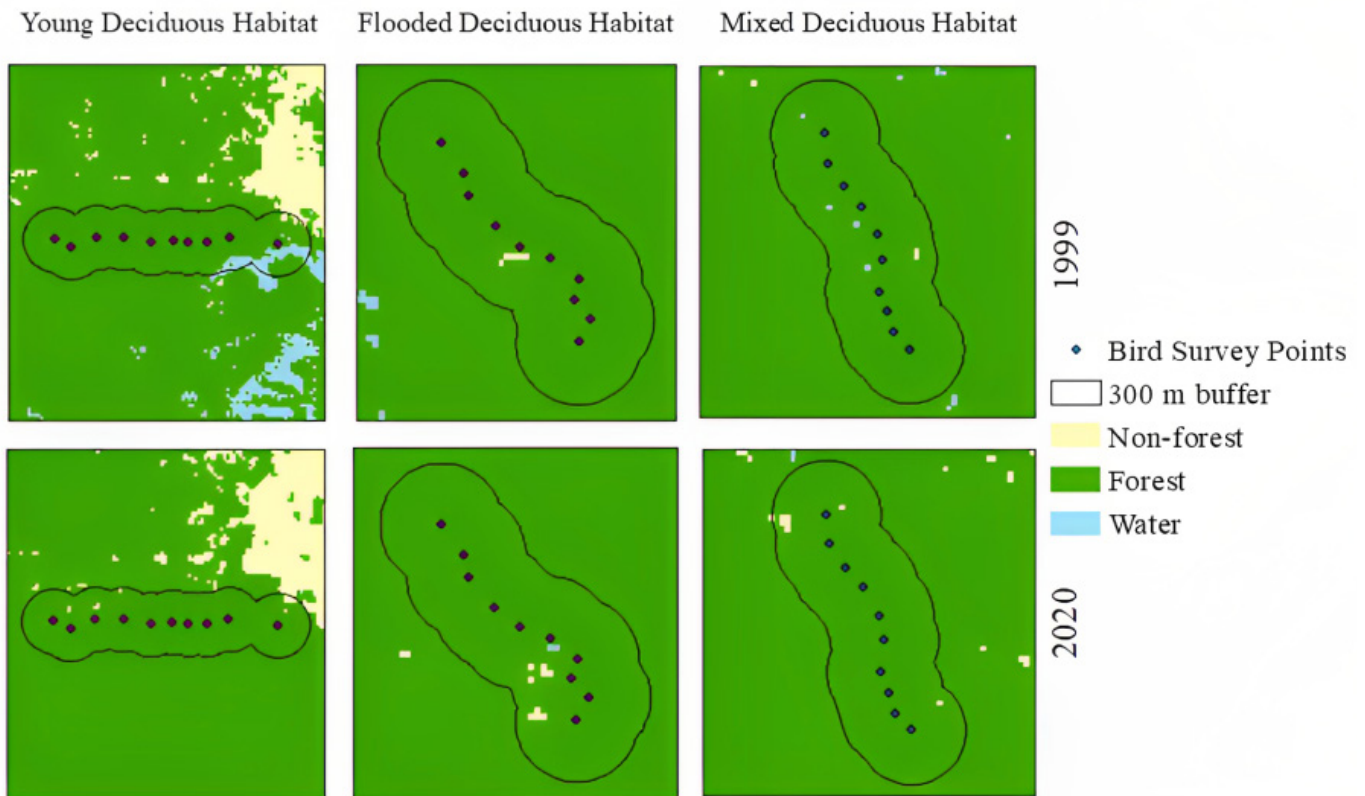 Young Deciduous Habitat
Flooded Deciduous Habitat
Mixed Deciduous Habitat
1999
Bird Survey Points
300 m buffer
Non-forest
Forest
Water
2020